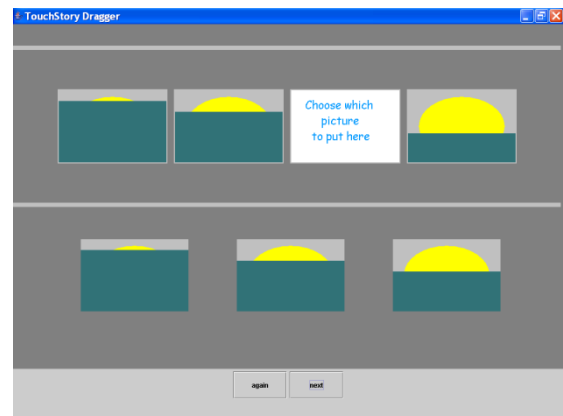 TouchStory Dragger
Choose which
picture
to put here
again
next